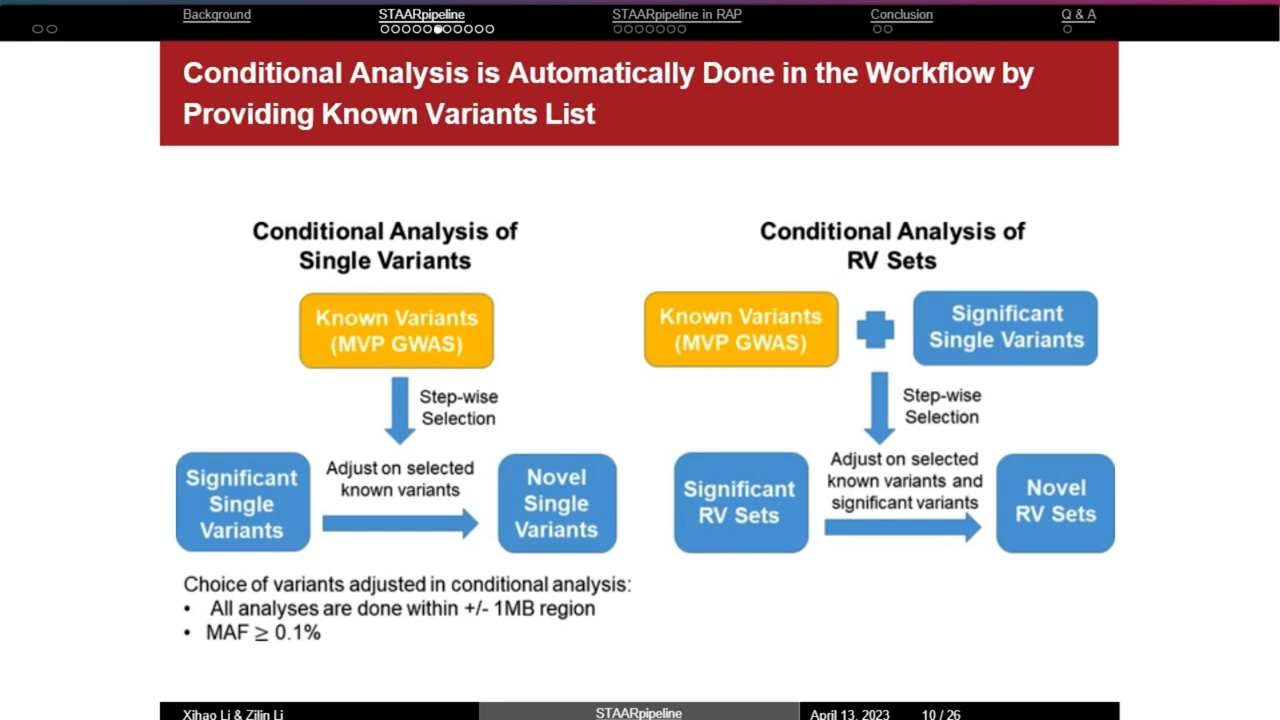 Background
STAARpipeline
STAARpipeline in RAP
Conclusion
Q & A
Conditional Analysis is Automatically Done in the Workflow by
Providing Known Variants List
Conditional Analysis of
Single Variants
Known Variants
(MVP GWAS)
Step-wise
Selection
Significant
Single
Variants
Adjust on selected
known variants
Novel
Single
Variants
Conditional Analysis of
RV Sets
Known Variants
(MVP GWAS)
Significant
Single Variants
Step-wise
Selection
Significant
RV Sets
Adjust on selected
known variants and
significant variants
Novel
RV Sets
Choice of variants adjusted in conditional analysis:
• All analyses are done within +/- 1MB region
• MAF ≥ 0.1%
Xihao Li & Zilin Li
STAARpipeline
April 13, 2023
10 / 26